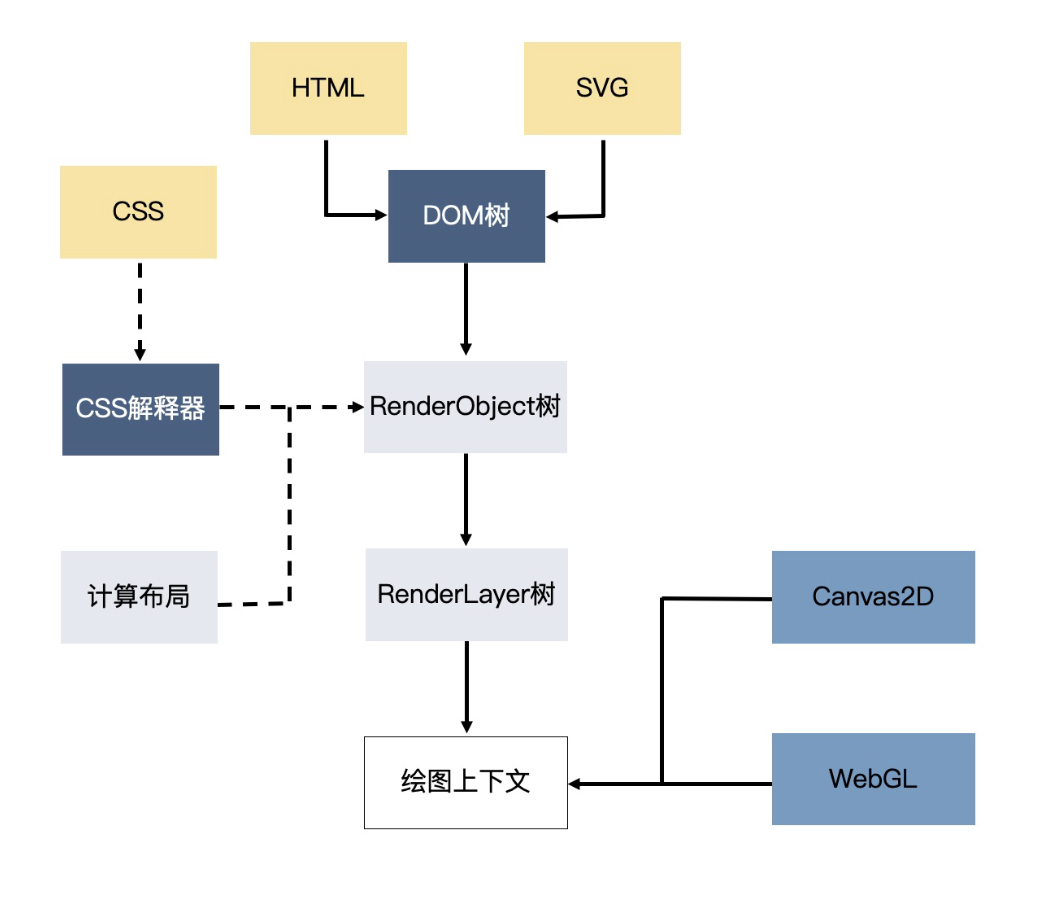 HTML
SVG
CSS
DOM树
CSS解释器
RenderObject树
计算布局
RenderLayer树
Canvas2D
绘图上下文
WebGL